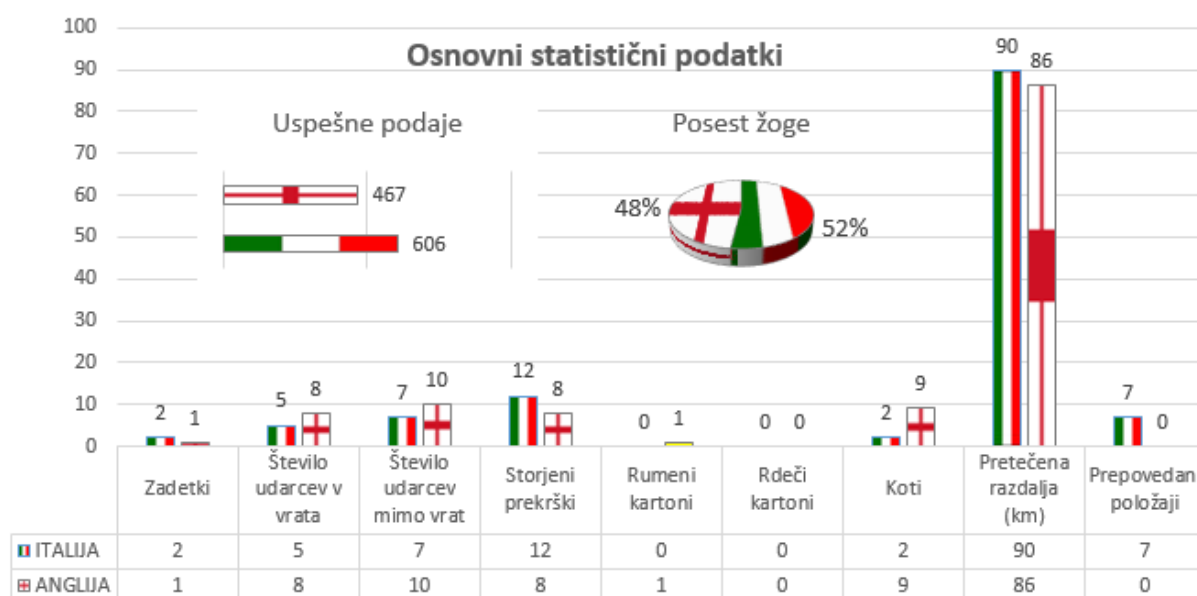 Osnovni statistični podatki
Uspešne podaje
467
606
Posest žoge
48%
52%
100
90
80
70
60
50
40
30
20
10
0
2 1
5 8
7 10
12 8
0 1
0 0
2 9
90 86
7 0
Zadetki
Število
udarcev v
vrata
Število
udarcev
mimo vrat
Storjeni
prekrški
Rumeni
kartoni
Rdeči
kartoni
Koti
Pretečena
razdalja
(km)
Prepovedani
položaji
ITALIJA 2 5 7 12 0 0 2 90 7
ANGLIJA 1 8 10 8 1 0 9 86 0